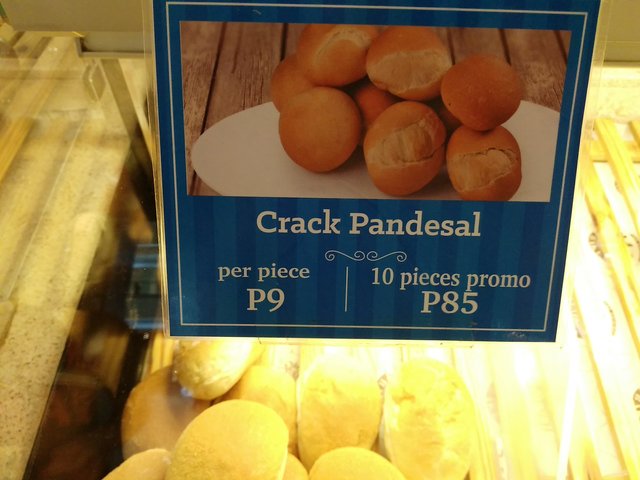 Crack Pandesal
per piece
P9
10 pieces promo
P85